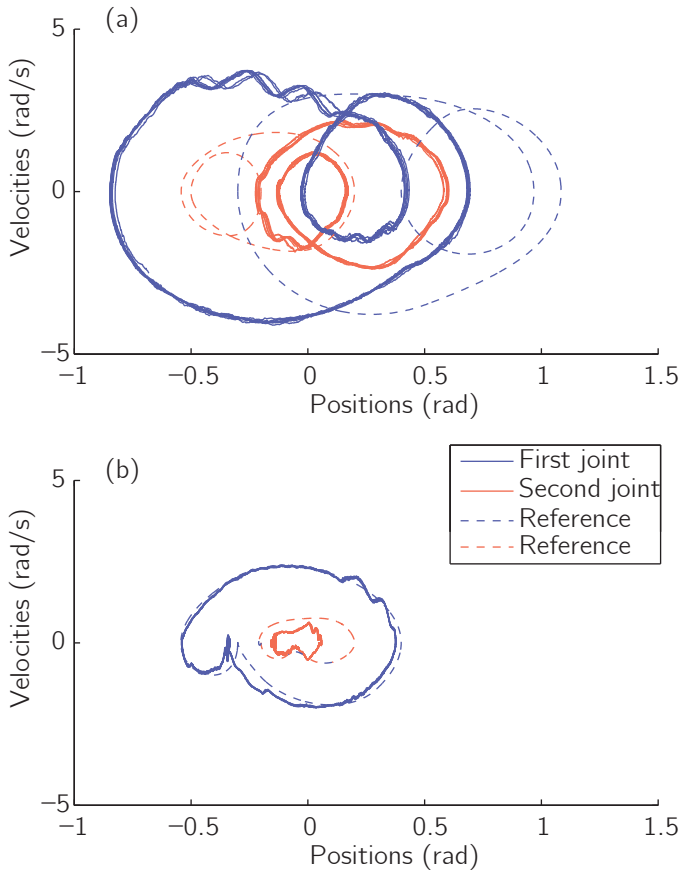 (a)
5
0
−5
Velocities (rad/s)
−1 −0.5 0 0.5 1 1.5
Positions (rad)
(b)
First joint
Second joint
Reference
Reference
5
0
−5
Velocities (rad/s)
−1 −0.5 0 0.5 1 1.5
Positions (rad)